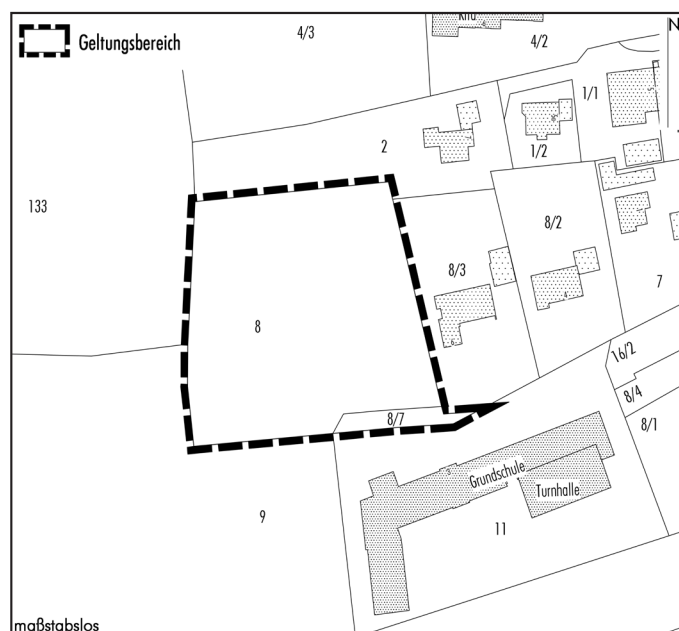 Geltungsbereich
4/3
Kita
4/2
N
1/1
2
1/2
133
8/2
8/3
7
8
16/2
8/4
8/7
8/1
Grundschule
Turnhalle
9
11
maßstabslos